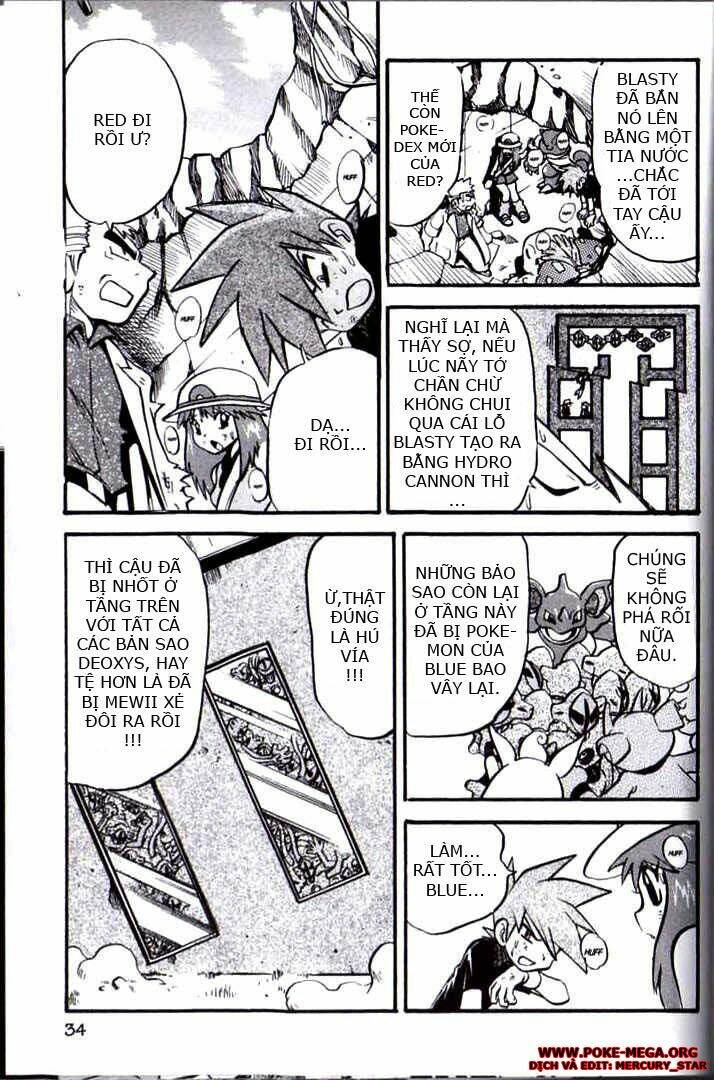 RED ĐI
RỒI Ư?
HUFF
HUFF
HUFF
HUFF
HUFF
DẠ...
ĐI RỒI...
THẾ
CÒN
POKE-
DEX MỚI
CỦA
RED?
BLASTY
ĐÃ BẮN
NÓ LÊN
BẰNG MỘT
TIA NƯỚC
...CHẮC
ĐÃ TỚI
TAY CẬU
ẤY...
NGHĨ LẠI MÀ
THẤY SỢ, NẾU
LÚC NÃY TỚ
CHẦN CHỪ
KHÔNG CHUI
QUA CÁI LỖ
BLASTY TẠO RA
BẰNG HYDRO
CANNON THÌ
...
THÌ CẬU ĐÃ
BỊ NHỐT Ở
TẦNG TRÊN
VỚI TẤT CẢ
CÁC BẢN SAO
DEOXYS, HAY
TỆ HƠN LÀ ĐÃ
BỊ MEWII XẺ
ĐÔI RA RỒI
!!!
Ừ,THẬT
ĐÚNG
LÀ HÚ
VÍA
!!!
NHỮNG BẢO
SAO CÒN LẠI
Ở TẦNG NÀY
ĐÃ BỊ POKE-
MON CỦA
BLUE BAO
VÂY LẠI.
CHÚNG
SẼ
KHÔNG
PHÁ RỐI
NỮA
ĐÂU.
LÀM...
RẤT TỐT...
BLUE...
HUFF
HUFF
34
WWW.POKE-MEGA.ORG
DỊCH VÀ EDIT: MERCURY_STAR